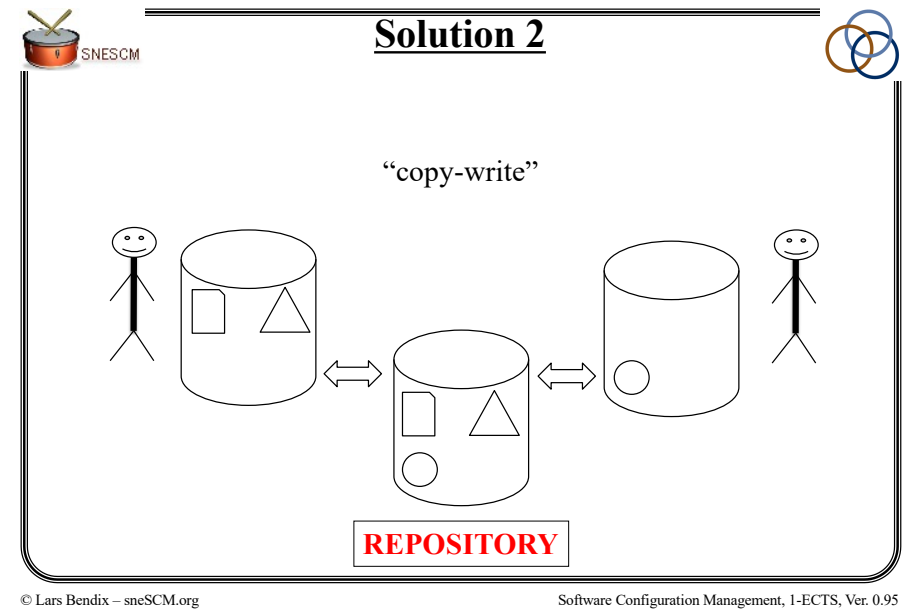 SNESCM
Solution 2
“copy-write”
REPOSITORY
© Lars Bendix – sneSCM.org
Software Configuration Management, 1-ECTS, Ver. 0.95